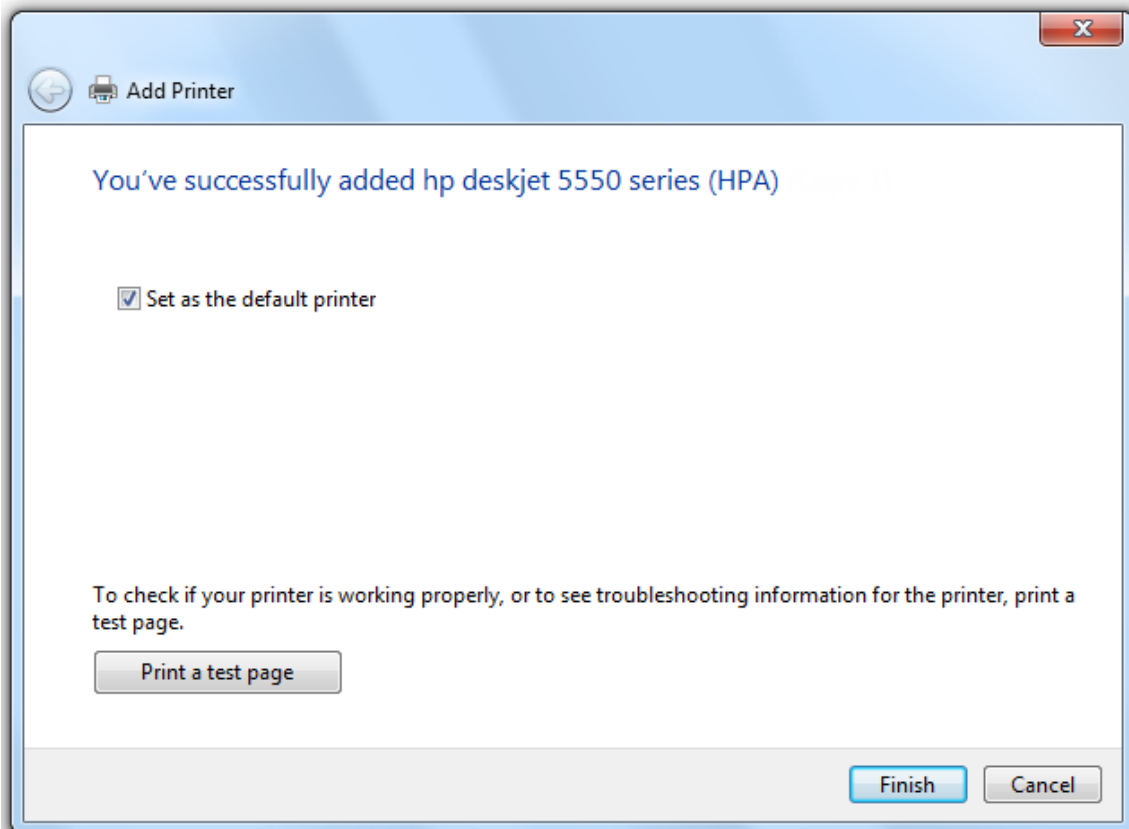 Add Printer
You've successfully added hp deskjet 5550 series (HPA)
Set as the default printer
To check if your printer is working properly, or to see troubleshooting information for the printer, print a
test page.
Print a test page
Finish Cancel